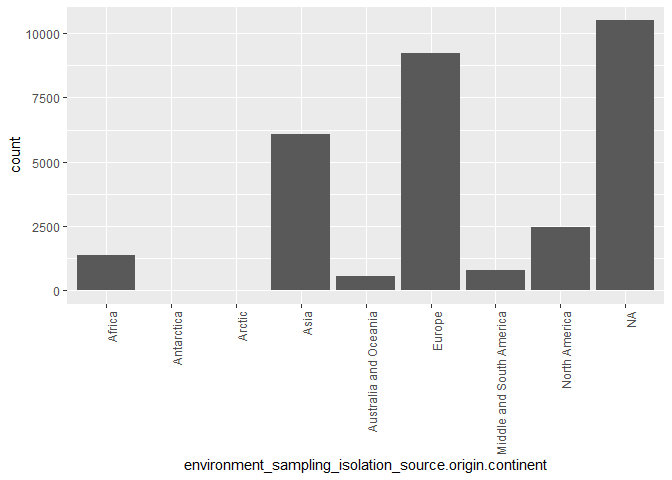 10000
7500
5000
2500
0
count
Africa
Antarctica
Arctic
Asia
Australia and Oceania
Europe
Middle and South America
North America
NA
environment_sampling_isolation_source.origin.continent